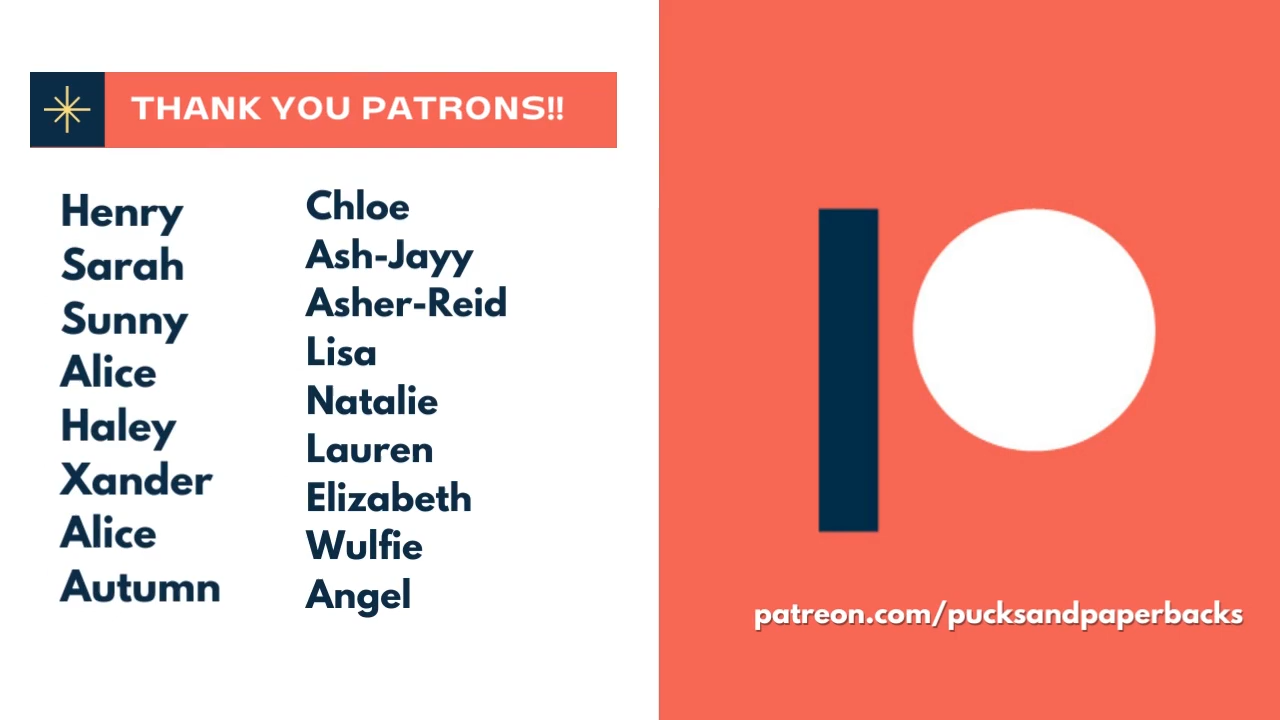 THANK YOU PATRONS!!
Henry
Sarah
Sunny
Alice
Haley
Xander
Alice
Autumn
Chloe
Ash-Jayy
Asher-Reid
Lisa
Natalie
Lauren
Elizabeth
Wulfie
Angel
patreon.com/pucksandpaperbacks